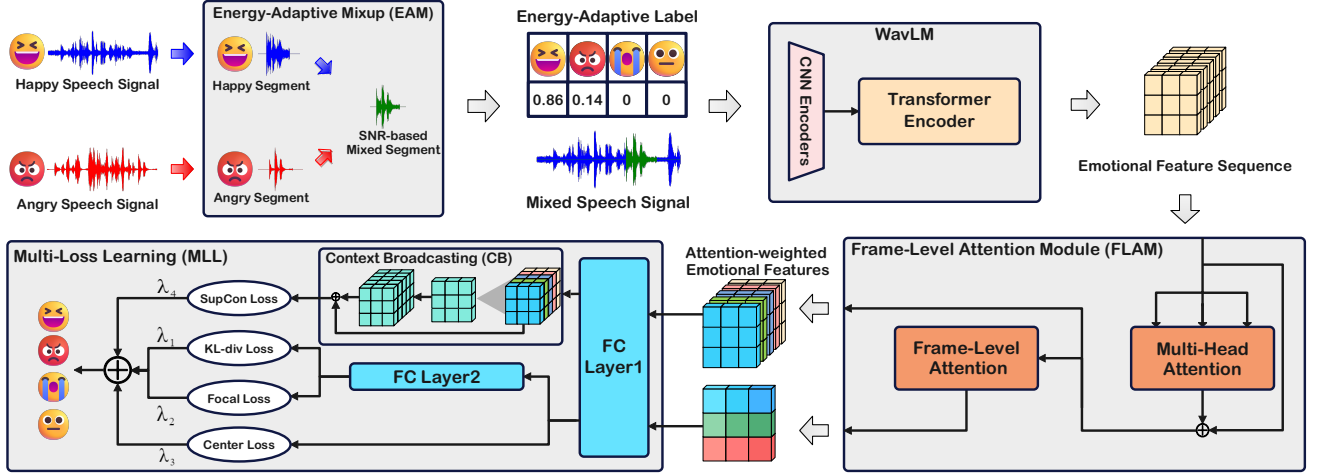 Energy-Adaptive Mixup (EAM)
Happy Speech Signal
Happy Segment
SNR-based
Mixed Segment
Angry Speech Signal
Angry Segment
Energy-Adaptive Label
0.86 0.14 0 0
Mixed Speech Signal
WavLM
CNN Encoders
Transformer
Encoder
Emotional Feature Sequence
Frame-Level Attention Module (FLAM)
Multi-Head
Attention
Frame-Level
Attention
Attention-weighted
Emotional Features
Multi-Loss Learning (MLL)
Context Broadcasting (CB)
FC
Layer1
FC Layer2
λ4
SupCon Loss
λ1
KL-div Loss
Focal Loss
λ2
Center Loss
λ3